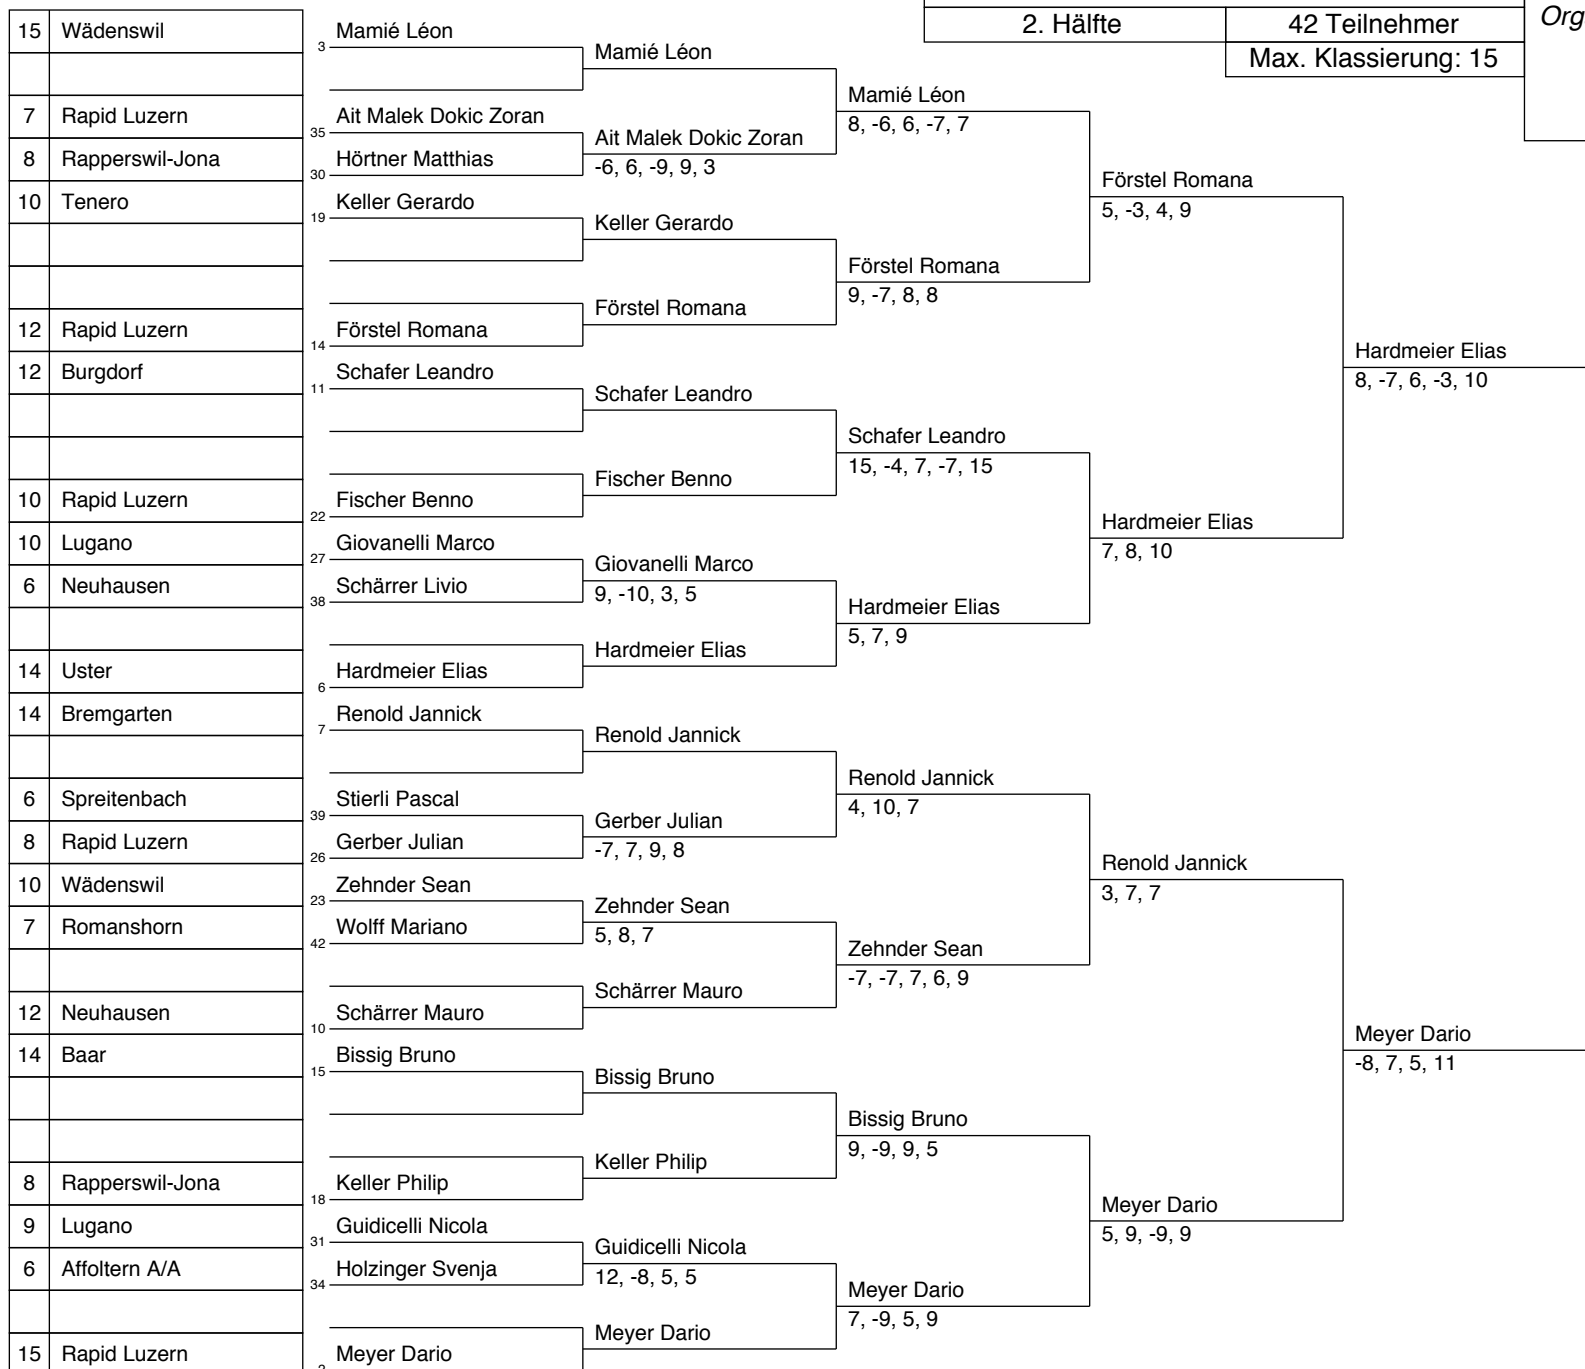 2. Hälfte 42 Teilnehmer Org
Max. Klassierung: 15
15 Wädenswil 3 Mamié Léon
7 Rapid Luzern 35 Ait Malek Dokic Zoran
8 Rapperswil-Jona 30 Hörtner Matthias
10 Tenero 19 Keller Gerardo
12 Rapid Luzern 14 Förstel Romana
12 Burgdorf 11 Schafer Leandro
10 Rapid Luzern 22 Fischer Benno
10 Lugano 27 Giovanelli Marco
6 Neuhausen 38 Schärrer Livio
14 Uster 6 Hardmeier Elias
14 Bremgarten 7 Renold Jannick
6 Spreitenbach 39 Stierli Pascal
8 Rapid Luzern 26 Gerber Julian
10 Wädenswil 23 Zehnder Sean
7 Romanshorn 42 Wolff Mariano
12 Neuhausen 10 Schärrer Mauro
14 Baar 15 Bissig Bruno
8 Rapperswil-Jona 18 Keller Philip
9 Lugano 31 Guidicelli Nicola
6 Affoltern A/A 34 Holzinger Svenja
15 Rapid Luzern Meyer Dario
Mamié Léon
Ait Malek Dokic Zoran
-6, 6, -9, 9, 3
Keller Gerardo
Förstel Romana
Schafer Leandro
Fischer Benno
Giovanelli Marco
9, -10, 3, 5
Hardmeier Elias
Renold Jannick
Gerber Julian
-7, 7, 9, 8
Zehnder Sean
5, 8, 7
Schärrer Mauro
Bissig Bruno
Keller Philip
Guidicelli Nicola
12, -8, 5, 5
Meyer Dario
Mamié Léon
8, -6, 6, -7, 7
Förstel Romana
9, -7, 8, 8
Schafer Leandro
15, -4, 7, -7, 15
Hardmeier Elias
5, 7, 9
Renold Jannick
4, 10, 7
Zehnder Sean
-7, -7, 7, 6, 9
Bissig Bruno
9, -9, 9, 5
Meyer Dario
7, -9, 5, 9
Förstel Romana
5, -3, 4, 9
Hardmeier Elias
7, 8, 10
Renold Jannick
3, 7, 7
Meyer Dario
5, 9, -9, 9
Hardmeier Elias
8, -7, 6, -3, 10
Meyer Dario
-8, 7, 5, 11